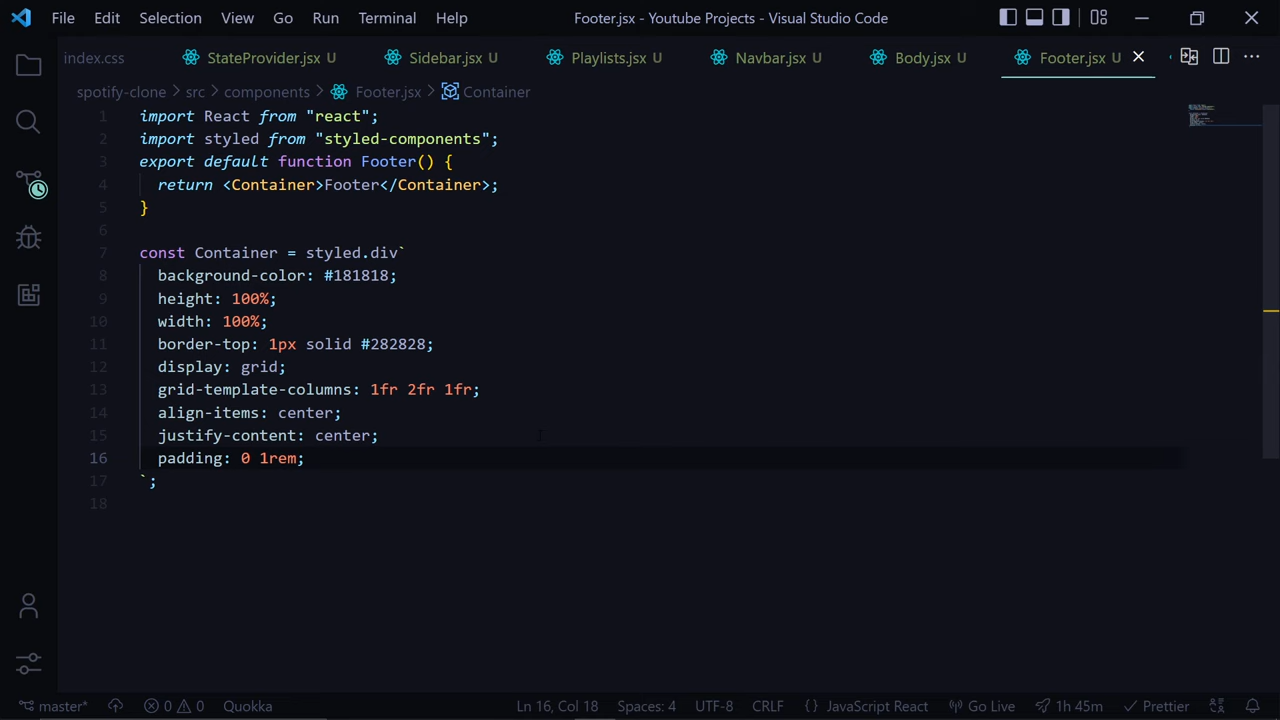 File Edit Selection View Go Run Terminal Help Footer.jsx - Youtube Projects - Visual Studio Code
index.css StateProvider.jsx U Sidebar.jsx U Playlists.jsx U Navbar.jsx U Body.jsx U Footer.jsx U
spotify-clone > src > components > Footer.jsx > Container
1 import React from "react";
2 import styled from "styled-components";
3 export default function Footer() {
4 return <Container>Footer</Container>;
5 }
6
7 const Container = styled.div`
8 background-color: #181818;
9 height: 100%;
10 width: 100%;
11 border-top: 1px solid #282828;
12 display: grid;
13 grid-template-columns: 1fr 2fr 1fr;
14 align-items: center;
15 justify-content: center;
16 padding: 0 1rem;
17 `;
18
master* 0 0 Quokka Ln 16, Col 18 Spaces: 4 UTF-8 CRLF {} JavaScript React Go Live 1h 45m Prettier